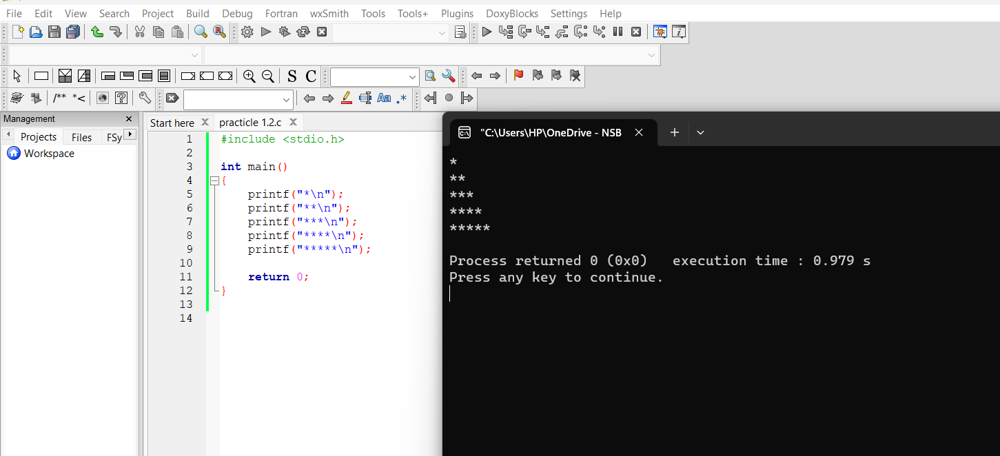 File Edit View Search Project Build Debug Fortran wxSmith Tools Tools+ Plugins DoxyBlocks Settings Help
S C
/** *<
Aa .*
Management
Projects Files FSy
Workspace
Start here practicle 1.2.c
1 #include <stdio.h>
2
3 int main()
4 {
5 printf("*\n");
6 printf("**\n");
7 printf("***\n");
8 printf("****\n");
9 printf("*****\n");
10
11 return 0;
12 }
13
14
"C:\Users\HP\OneDrive - NSB
*
**
***
****
*****
Process returned 0 (0x0) execution time : 0.979 s
Press any key to continue.